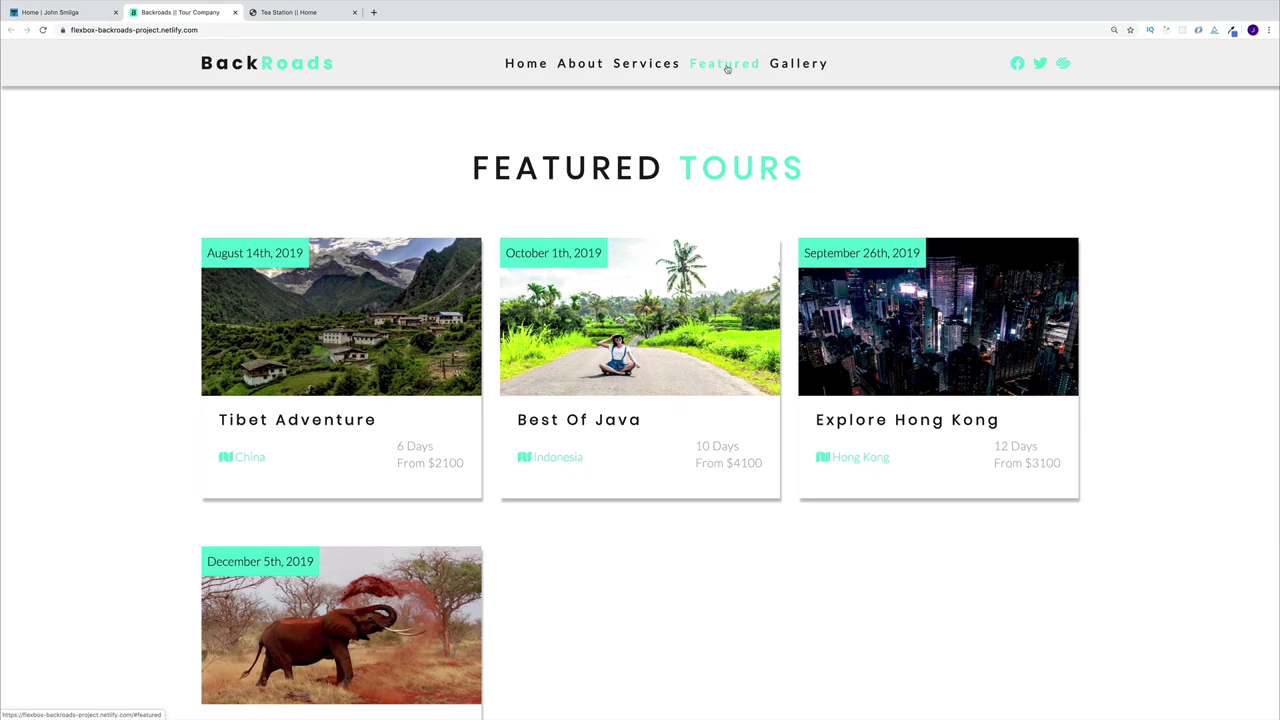 Home | John Smilga
Backroads || Tour Company
Tea Station || Home
flexbox-backroads-project.netlify.com
BackRoads
Home About Services Featured Gallery
FEATURED TOURS
August 14th, 2019
October 1th, 2019
September 26th, 2019
Tibet Adventure
China
6 Days
From $2100
Best Of Java
Indonesia
10 Days
From $4100
Explore Hong Kong
Hong Kong
12 Days
From $3100
December 5th, 2019
https://flexbox-backroads-project.netlify.com/#featured